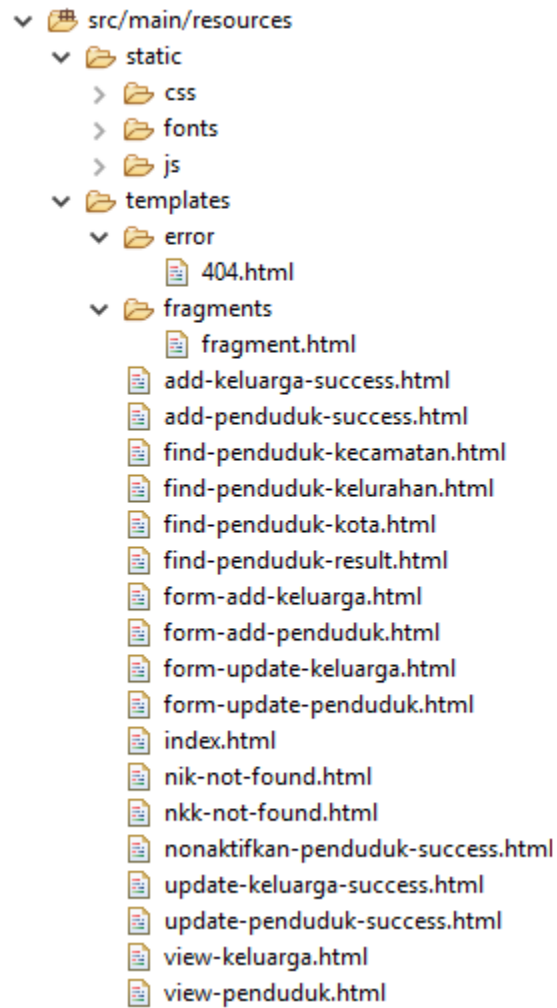 src/main/resources
static
css
fonts
js
templates
error
404.html
fragments
fragment.html
add-keluarga-success.html
add-penduduk-success.html
find-penduduk-kecamatan.html
find-penduduk-kelurahan.html
find-penduduk-kota.html
find-penduduk-result.html
form-add-keluarga.html
form-add-penduduk.html
form-update-keluarga.html
form-update-penduduk.html
index.html
nik-not-found.html
nkk-not-found.html
nonaktifkan-penduduk-success.html
update-keluarga-success.html
update-penduduk-success.html
view-keluarga.html
view-penduduk.html